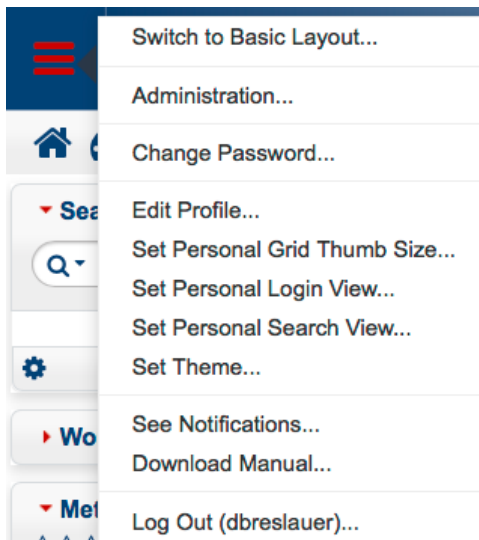 Switch to Basic Layout...
Administration...
Change Password...
Edit Profile...
Set Personal Grid Thumb Size...
Set Personal Login View...
Set Personal Search View...
Set Theme...
See Notifications...
Download Manual...
Log Out (dbreslauer)...